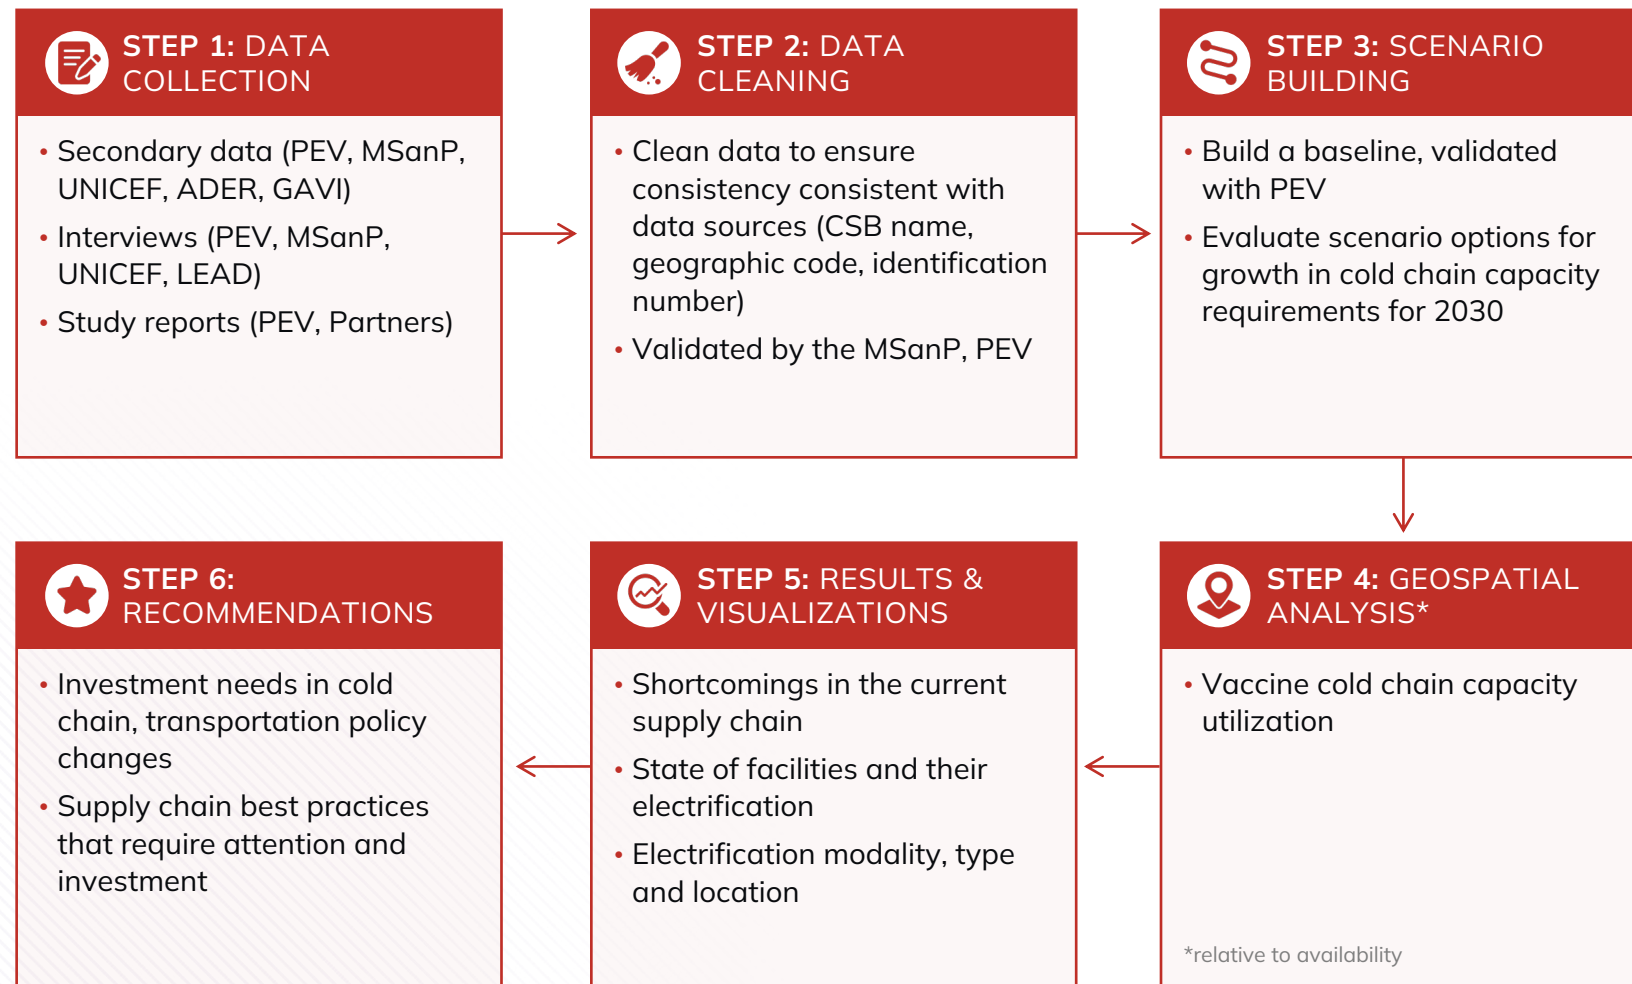 STEP 1: DATA
COLLECTION
• Secondary data (PEV, MSanP,
UNICEF, ADER, GAVI)
• Interviews (PEV, MSanP,
UNICEF, LEAD)
• Study reports (PEV, Partners)
STEP 2: DATA
CLEANING
• Clean data to ensure
consistency consistent with
data sources (CSB name,
geographic code, identification
number)
• Validated by the MSanP, PEV
STEP 3: SCENARIO
BUILDING
• Build a baseline, validated
with PEV
• Evaluate scenario options for
growth in cold chain capacity
requirements for 2030
STEP 4: GEOSPATIAL
ANALYSIS*
• Vaccine cold chain capacity
utilization
*relative to availability
STEP 5: RESULTS &
VISUALIZATIONS
• Shortcomings in the current
supply chain
• State of facilities and their
electrification
• Electrification modality, type
and location
STEP 6:
RECOMMENDATIONS
• Investment needs in cold
chain, transportation policy
changes
• Supply chain best practices
that require attention and
investment